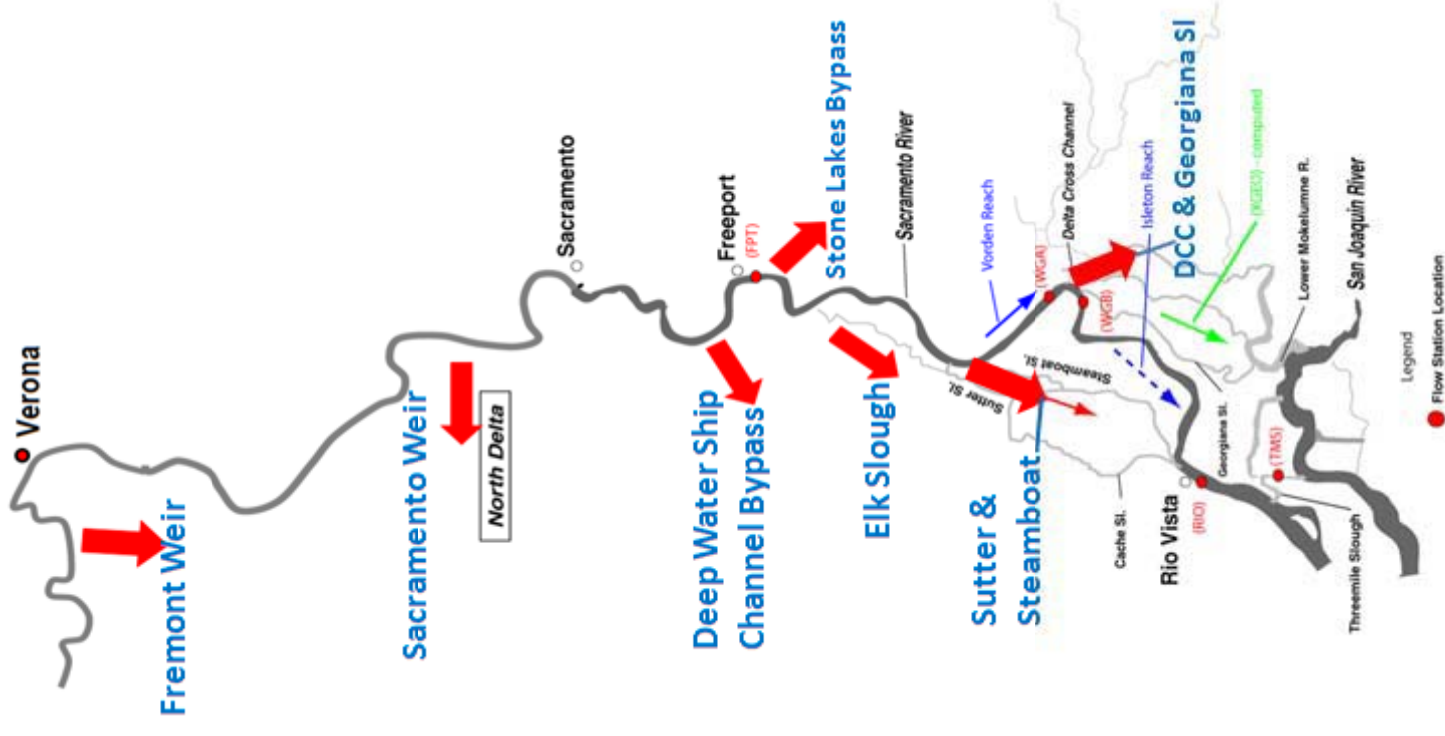 Verona
Fremont Weir
Sacramento Weir
North Delta
Sacramento
Freeport
(FPT)
Stone Lakes Bypass
Deep Water Ship
Channel Bypass
Elk Slough
Sacramento River
Vorden Reach
(WGA)
Delta Cross Channel
(WGB)
DCC & Georgiana Sl
Isleton Reach
(KGEO) - computed
Sutter &
Steamboat
Sutter Sl.
Steamboat Sl.
Cache Sl.
Rio Vista
(RIO)
Georgiana Sl.
(TMS)
Lower Mokelumne R.
San Joaquin River
Threemile Slough
Legend
Flow Station Location